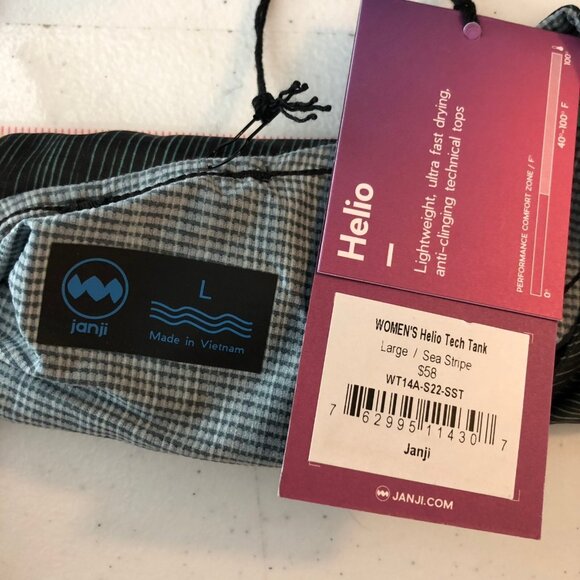 Helio
Lightweight, ultra fast drying,
anti-clinging technical tops
PERFORMANCE COMFORT ZONE / F°
40°-100° F
0°
100°
L
janji
Made in Vietnam
WOMEN'S Helio Tech Tank
Large / Sea Stripe
$58
WT14A-S22-SST
7 62995 11430 7
Janji
JANJI.COM